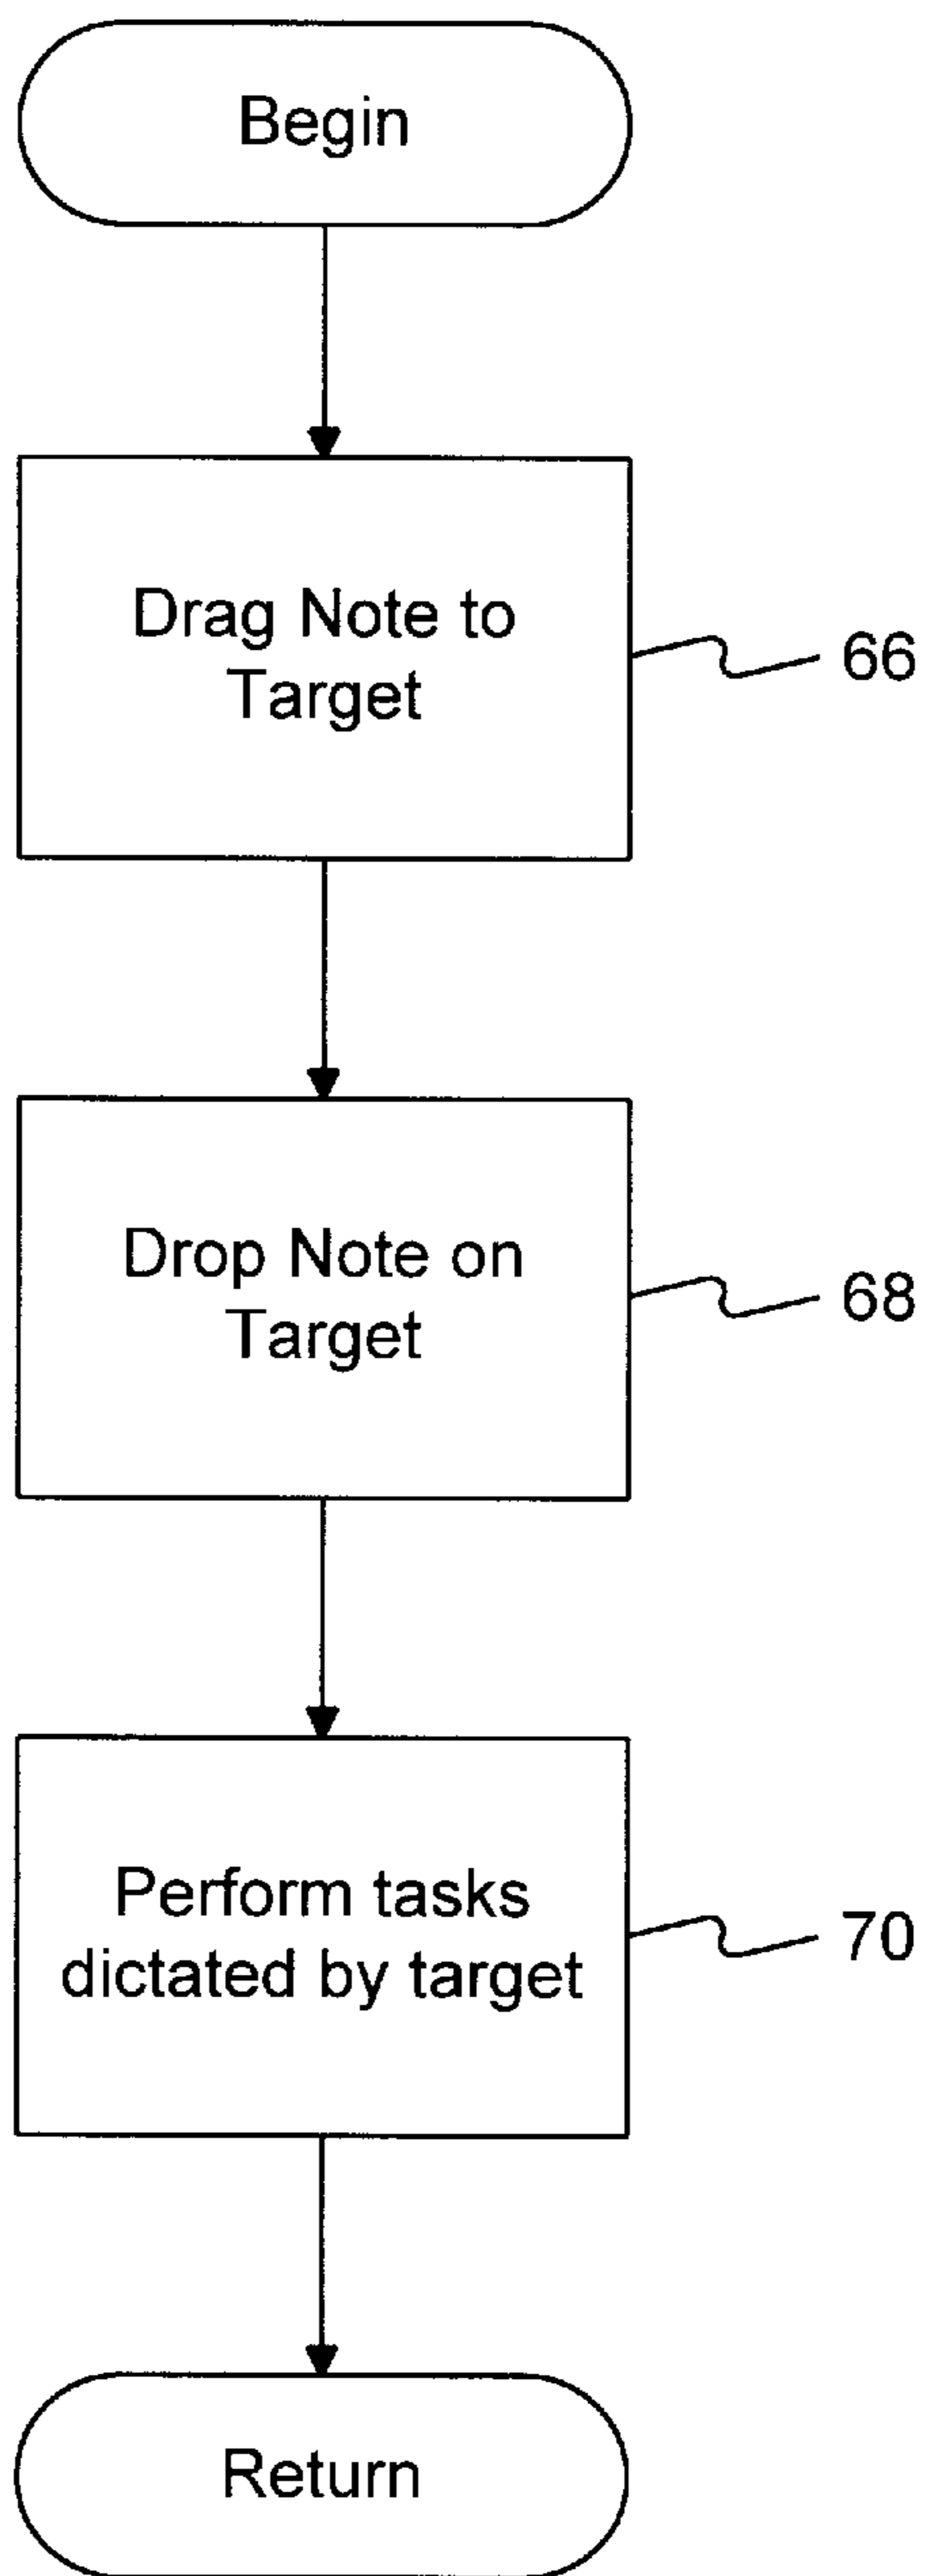 Begin
Drag Note to
Target
66
Drop Note on
Target
68
Perform tasks
dictated by target
70
Return